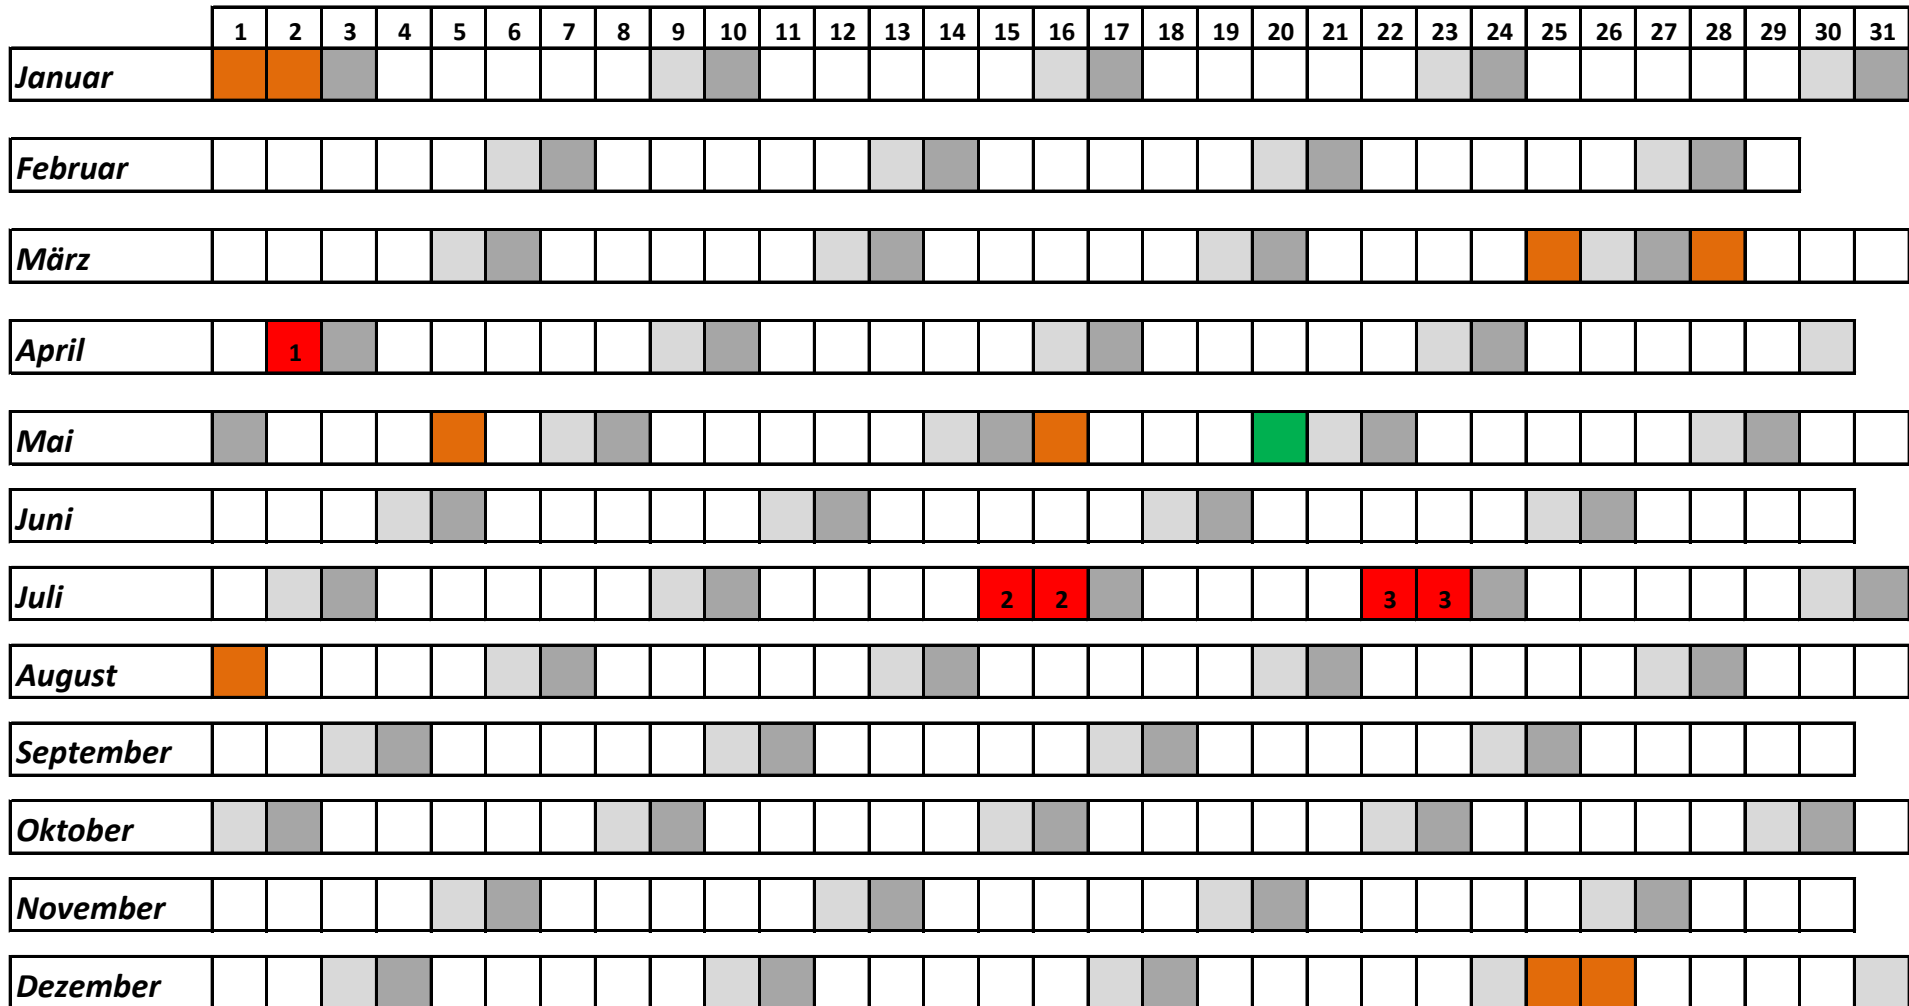 1 2 3 4 5 6 7 8 9 10 11 12 13 14 15 16 17 18 19 20 21 22 23 24 25 26 27 28 29 30 31
Januar
Februar
März
April 1
Mai
Juni
Juli 2 2 3 3
August
September
Oktober
November
Dezember